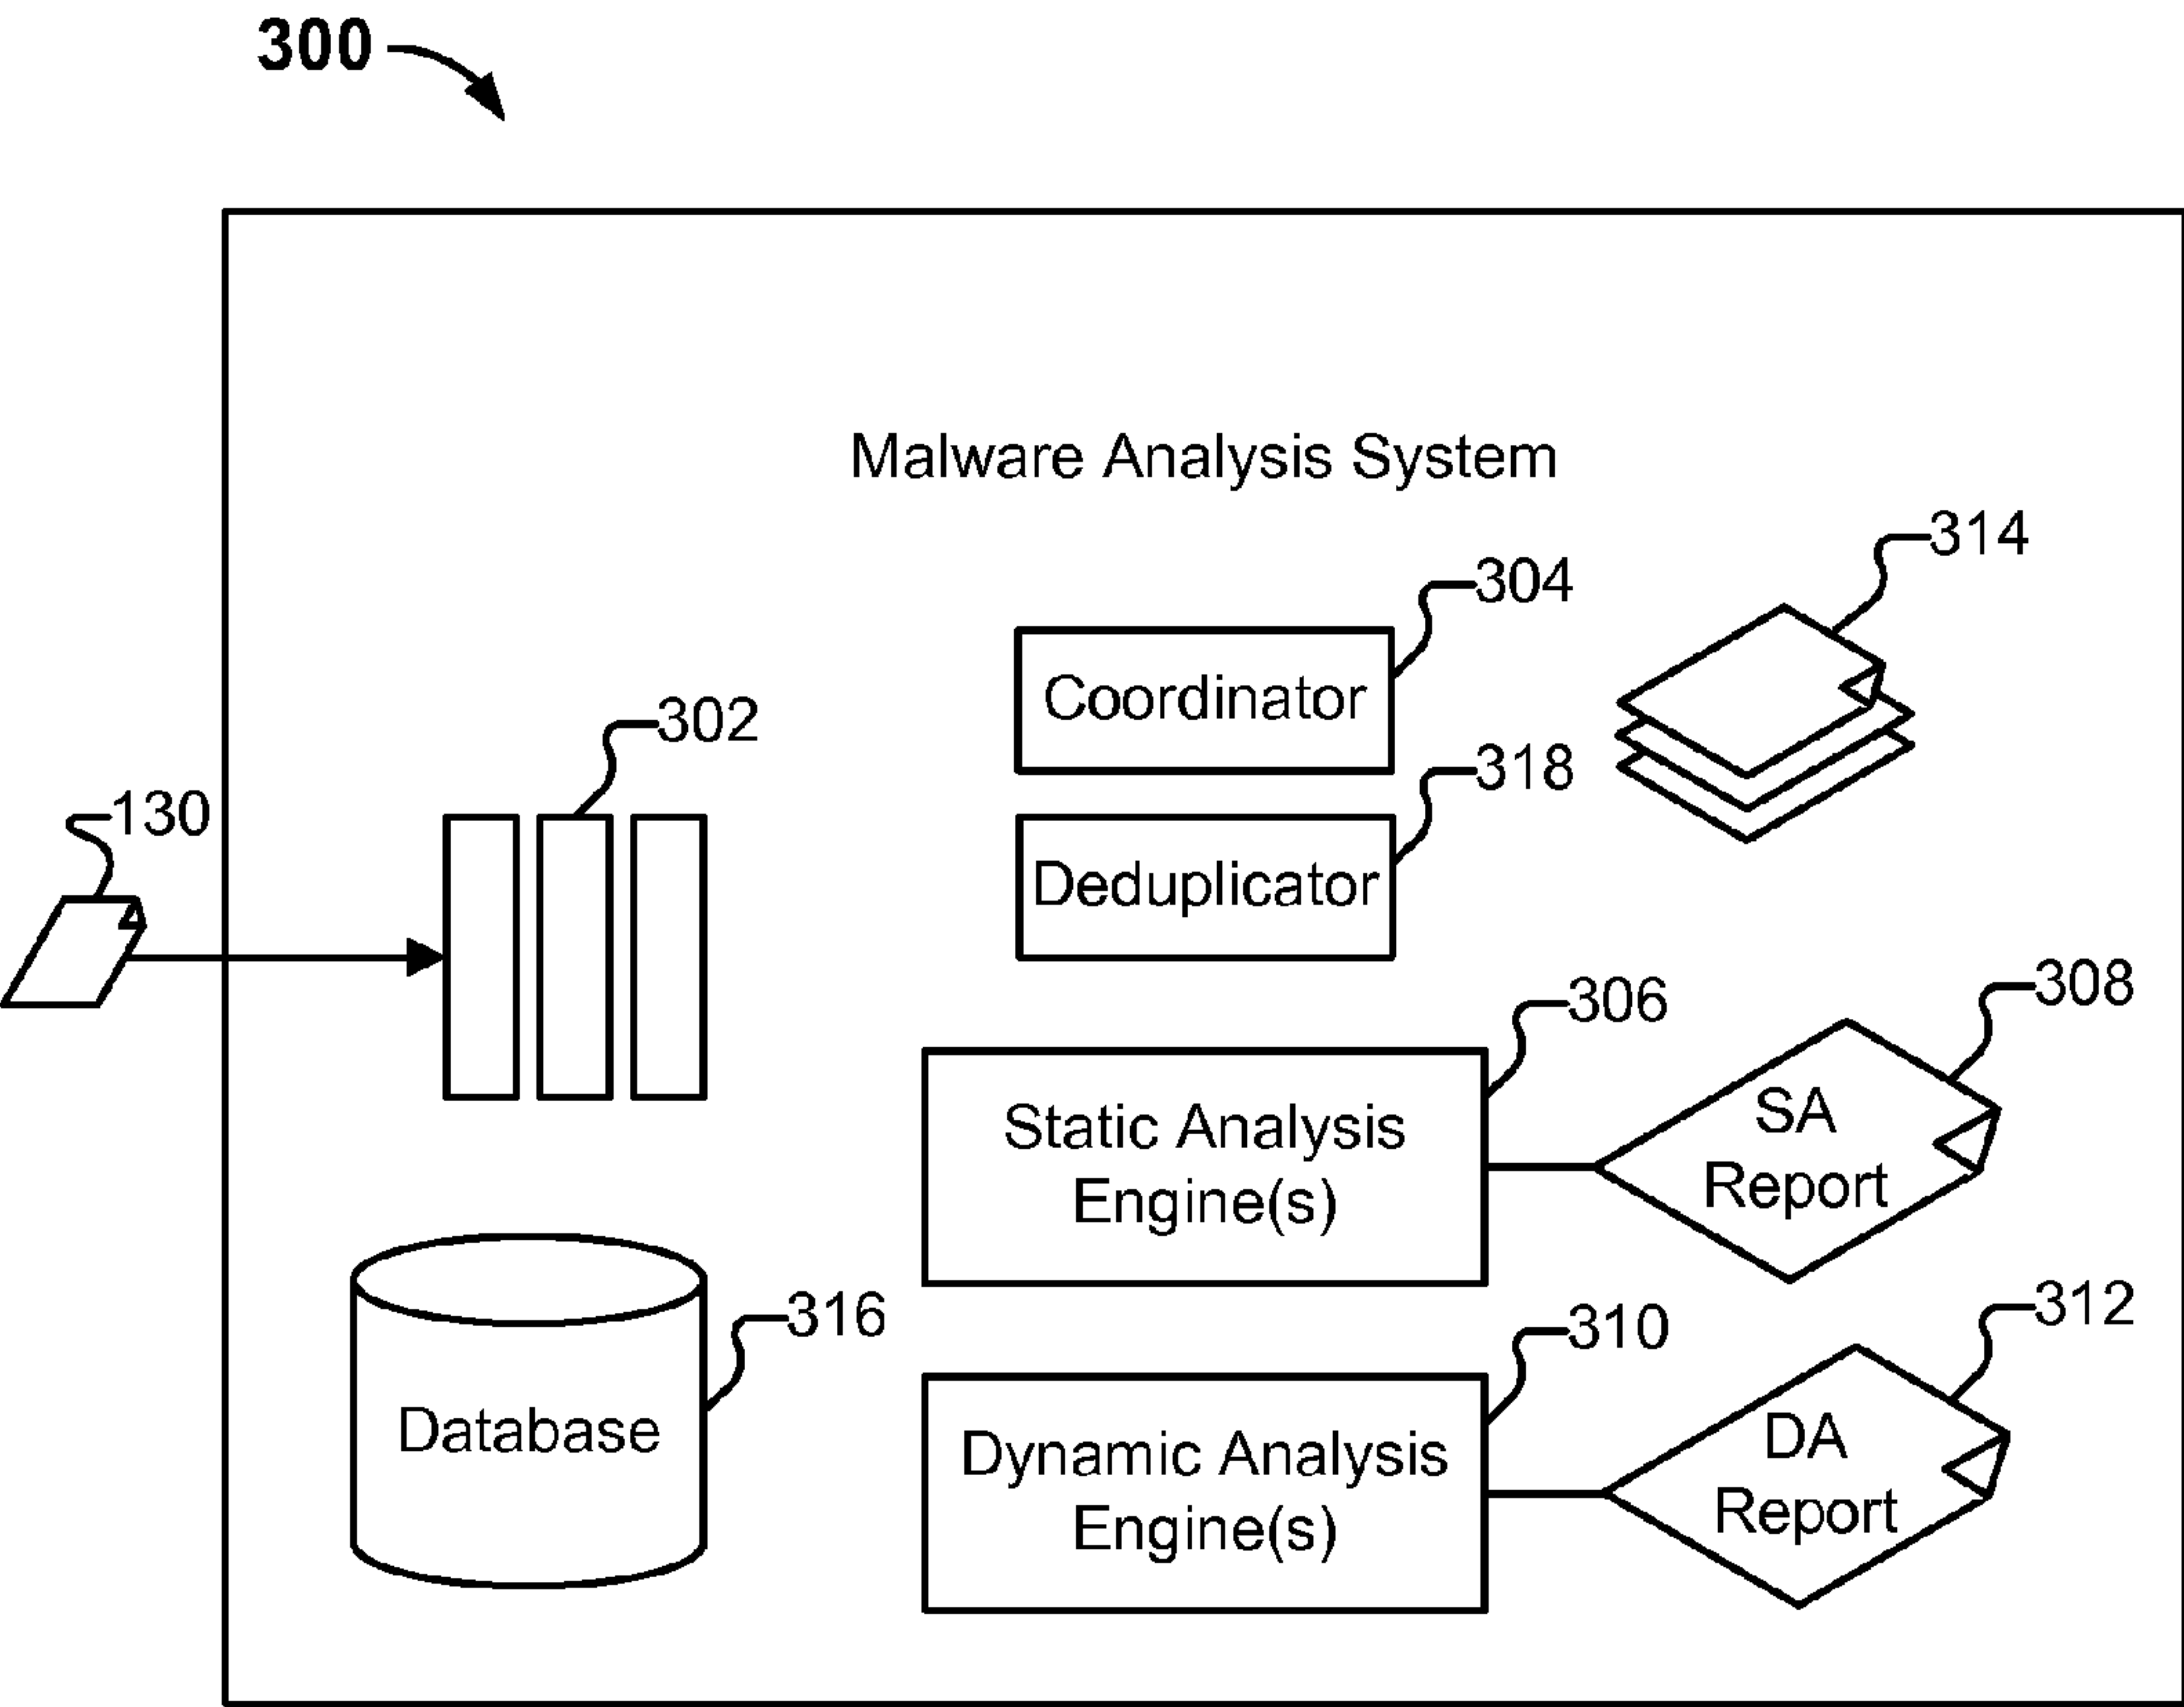 300
Malware Analysis System
314
304
Coordinator
302
318
130
Deduplicator
308
306
SA
Static Analysis
Report
Engine(s)
316
310
312
Database
DA
Dynamic Analysis
Report
Engine(s)